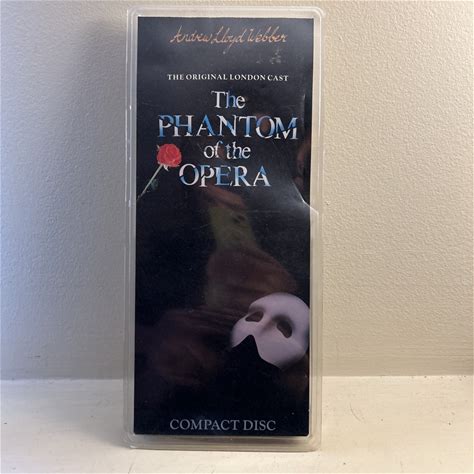 Andrew Lloyd Webber
THE ORIGINAL LONDON CAST
The
PHANTOM
of the
OPERA
COMPACT DISC